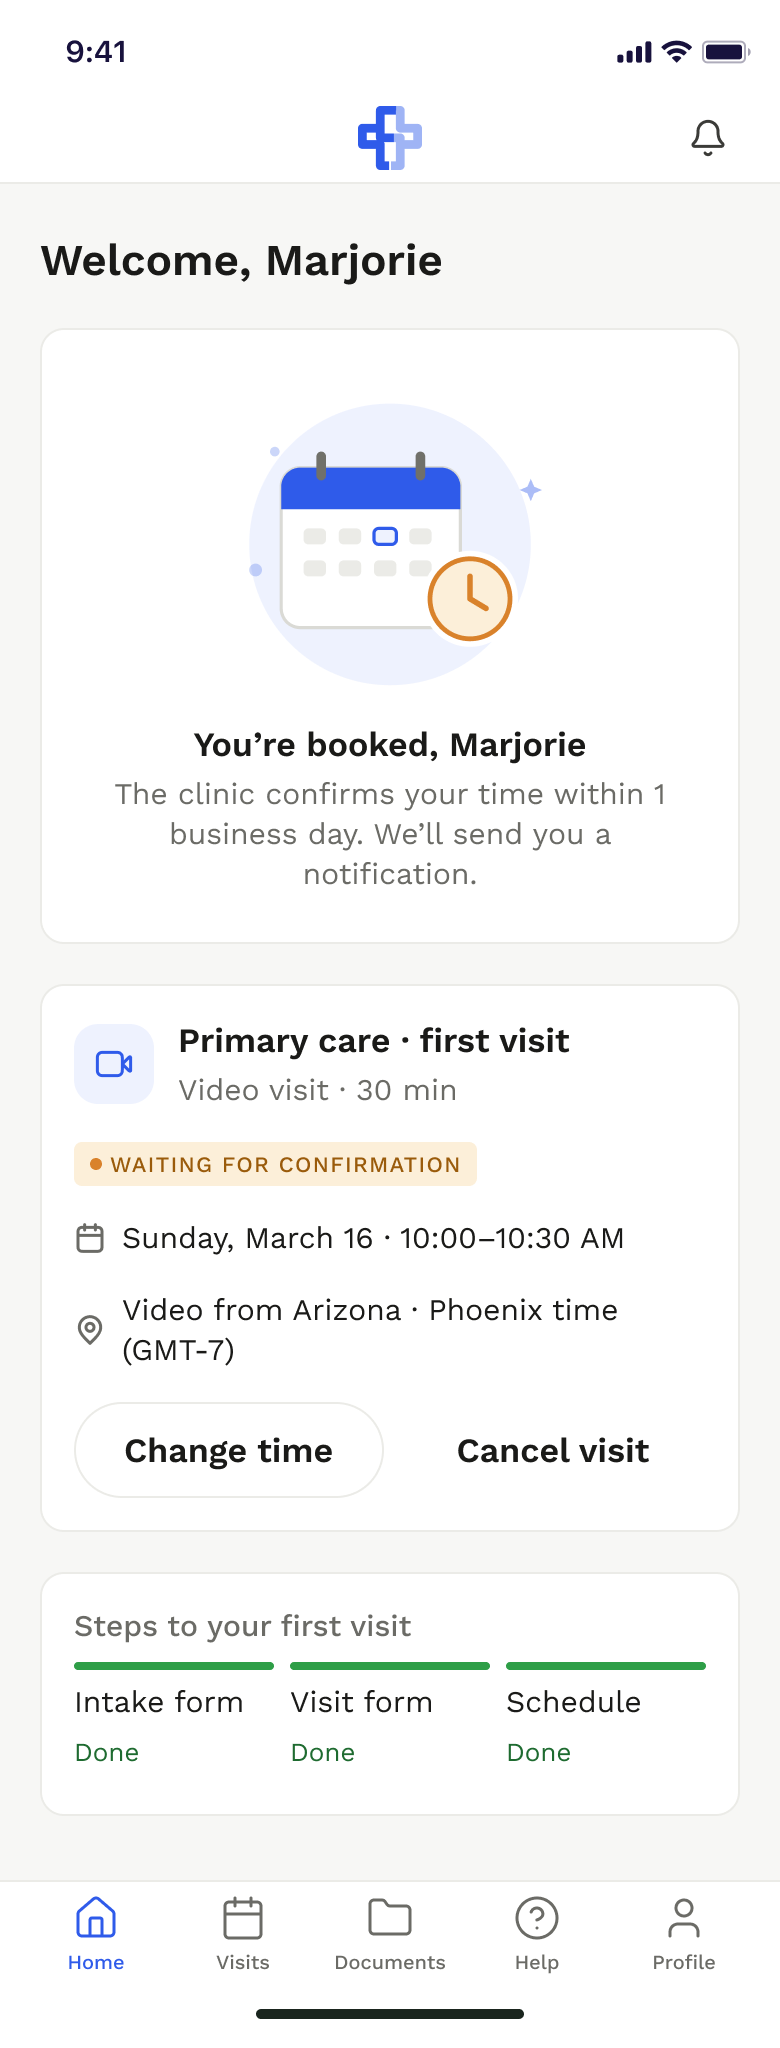 9:41
Welcome, Marjorie
You’re booked, Marjorie
The clinic confirms your time within 1
business day. We’ll send you a
notification.
Primary care · first visit
Video visit · 30 min
WAITING FOR CONFIRMATION
Sunday, March 16 · 10:00–10:30 AM
Video from Arizona · Phoenix time
(GMT-7)
Change time
Cancel visit
Steps to your first visit
Intake form
Visit form
Schedule
Done
Done
Done
Home
Visits
Documents
Help
Profile